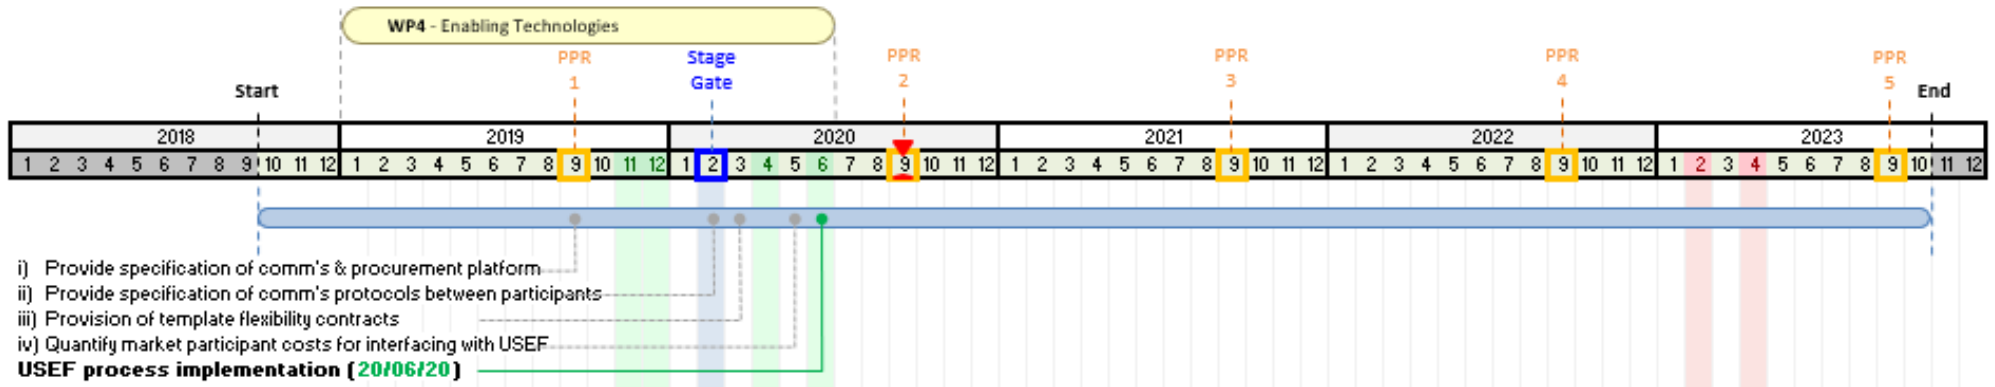 WP4 - Enabling Technologies
PPR 1
Stage Gate
PPR 2
PPR 3
PPR 4
PPR 5
Start
End
2018 2019 2020 2021 2022 2023
1 2 3 4 5 6 7 8 9 10 11 12 1 2 3 4 5 6 7 8 9 10 11 12 1 2 3 4 5 6 7 8 9 10 11 12 1 2 3 4 5 6 7 8 9 10 11 12 1 2 3 4 5 6 7 8 9 10 11 12 1 2 3 4 5 6 7 8 9 10 11 12
i) Provide specification of comm's & procurement platform
ii) Provide specification of comm's protocols between participants
iii) Provision of template flexibility contracts
iv) Quantify market participant costs for interfacing with USEF
USEF process implementation (20/06/20)